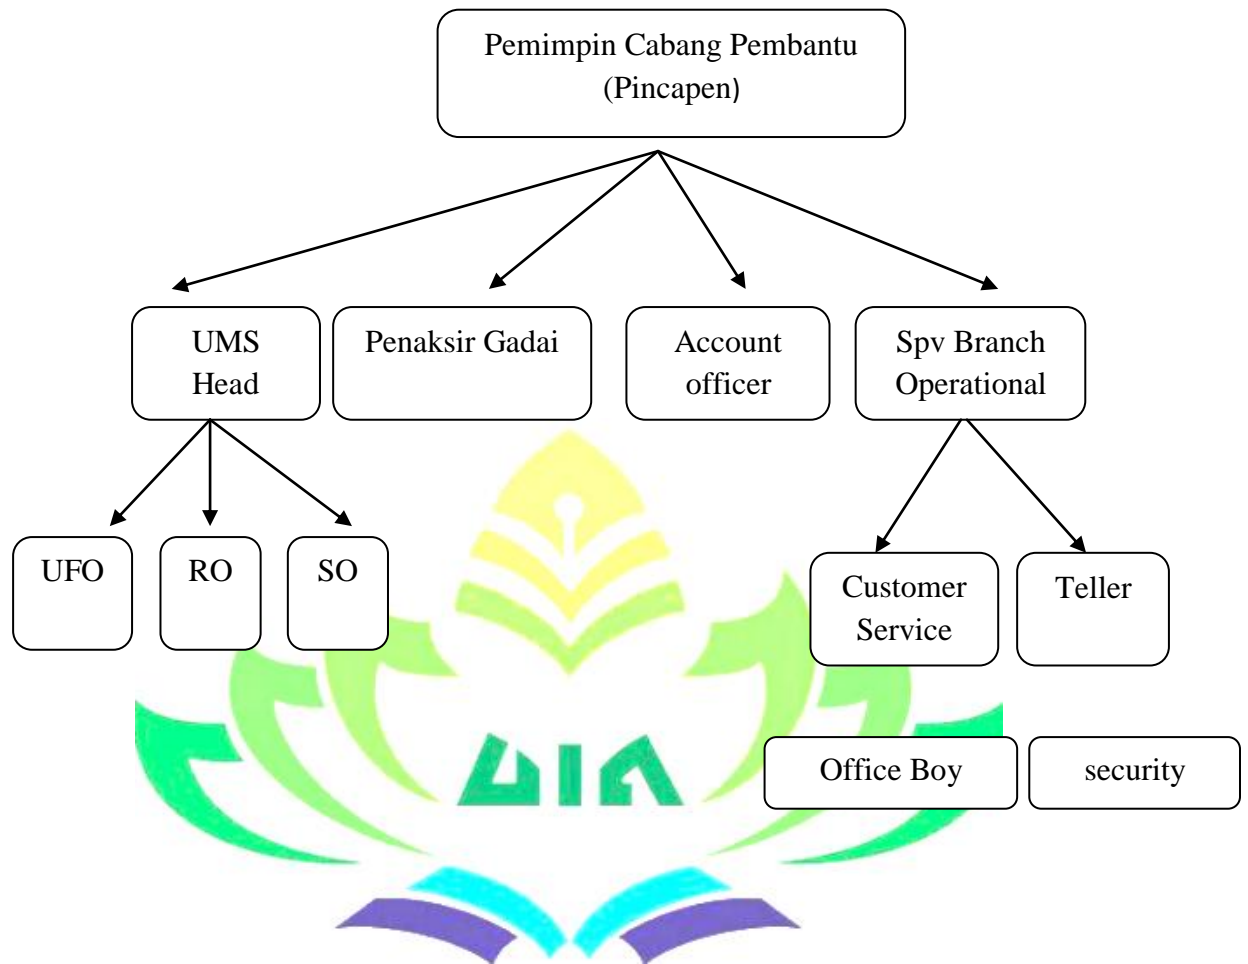 Pemimpin Cabang Pembantu
(Pincapen)
UMS
Head
Penaksir Gadai
Account
officer
Spv Branch
Operational
UFO
RO
SO
Customer
Service
Teller
Office Boy
security
UIN